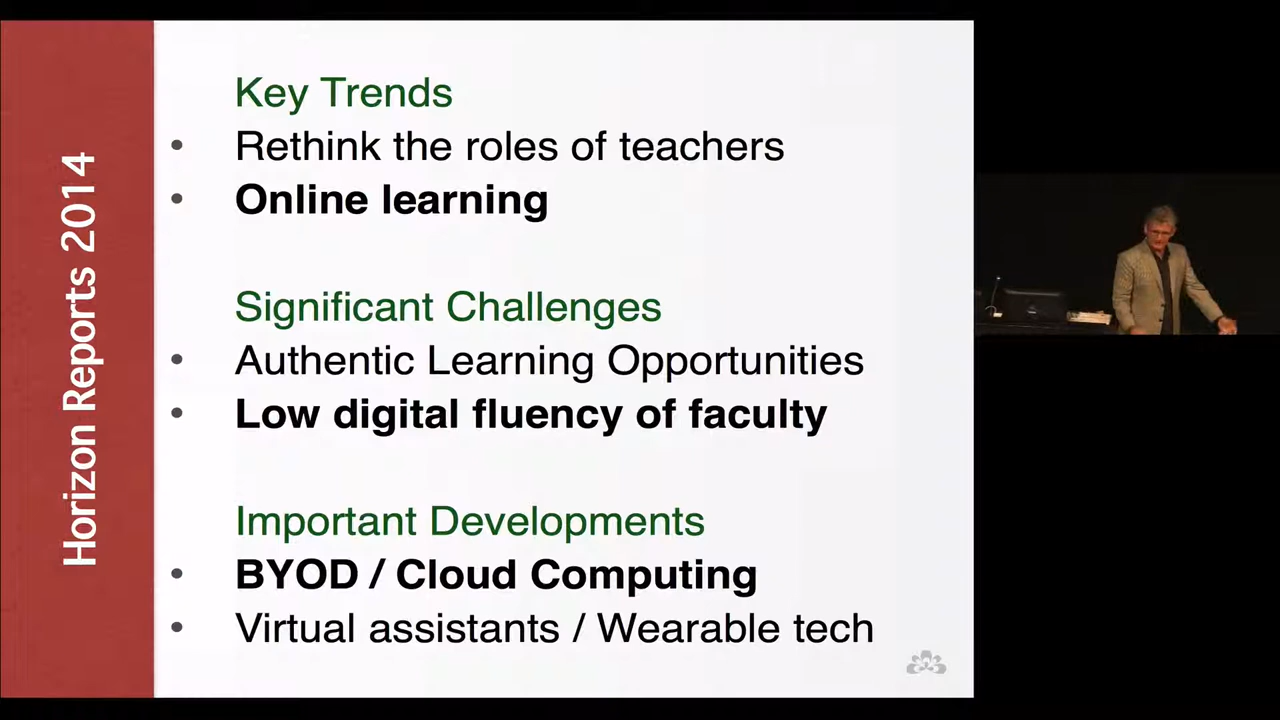 Horizon Reports 2014
Key Trends
• Rethink the roles of teachers
• Online learning
Significant Challenges
• Authentic Learning Opportunities
• Low digital fluency of faculty
Important Developments
• BYOD / Cloud Computing
• Virtual assistants / Wearable tech